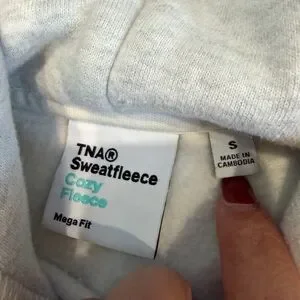 TNA®
Sweatfleece
Cozy
Fleece
Mega Fit
S
MADE IN
CAMBODIA